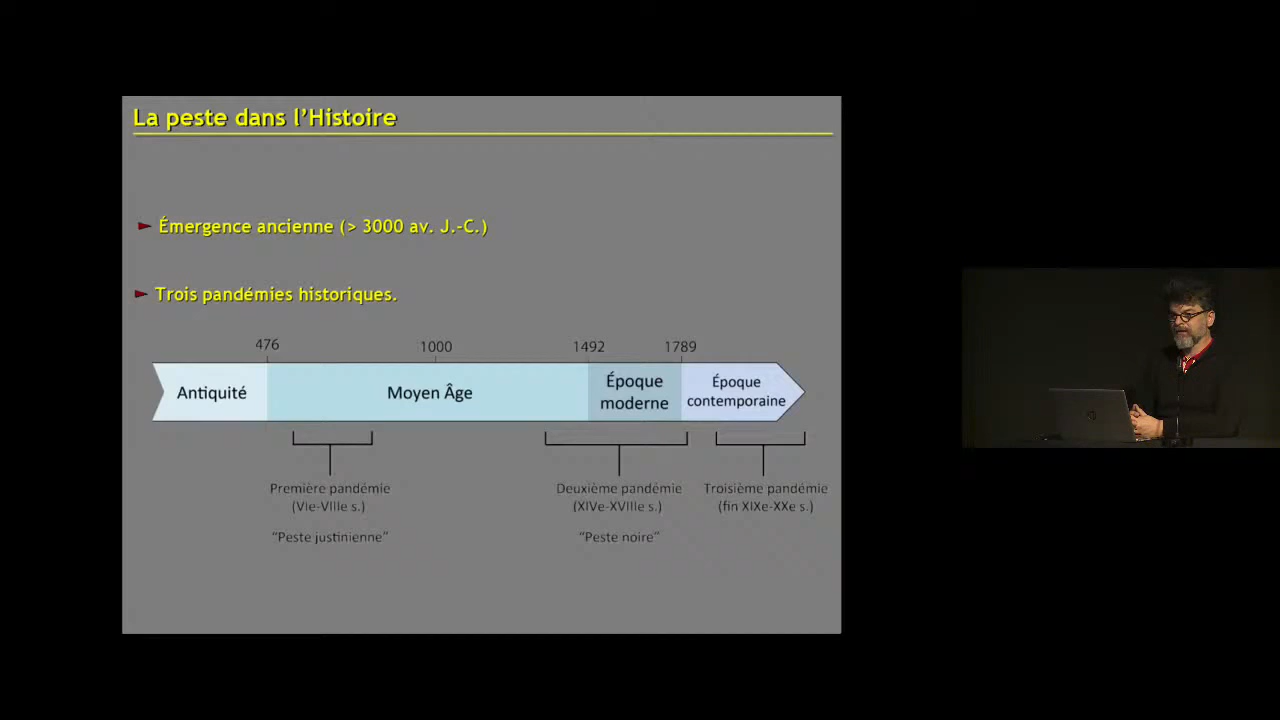 La peste dans l'Histoire
► Émergence ancienne (> 3000 av. J.-C.)
► Trois pandémies historiques.
476 1000 1492 1789
Antiquité Moyen Âge Époque moderne Époque contemporaine
Première pandémie Deuxième pandémie Troisième pandémie
(VIe-VIIIe s.) (XIVe-XVIIIe s.) (fin XIXe-XXe s.)
"Peste justinienne" "Peste noire"